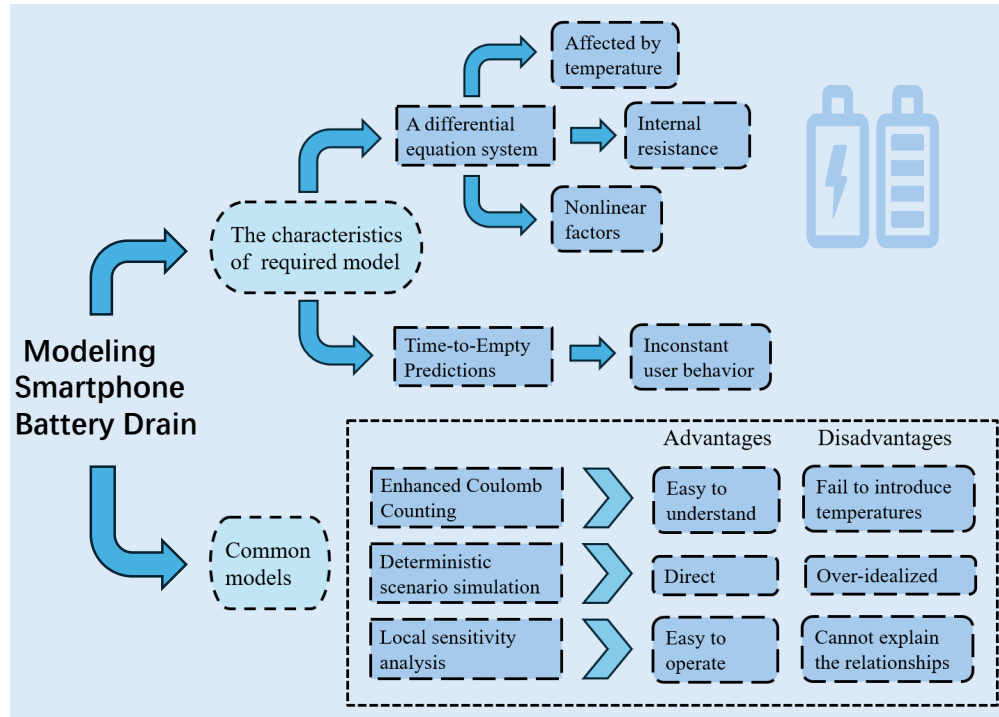 Affected by
temperature
A differential
equation system
Internal
resistance
Nonlinear
factors
The characteristics
of required model
Time-to-Empty
Predictions
Inconstant
user behavior
Modeling
Smartphone
Battery Drain
Common
models
Advantages
Disadvantages
Enhanced Coulomb
Counting
Easy to
understand
Fail to introduce
temperatures
Deterministic
scenario simulation
Direct
Over-idealized
Local sensitivity
analysis
Easy to
operate
Cannot explain
the relationships